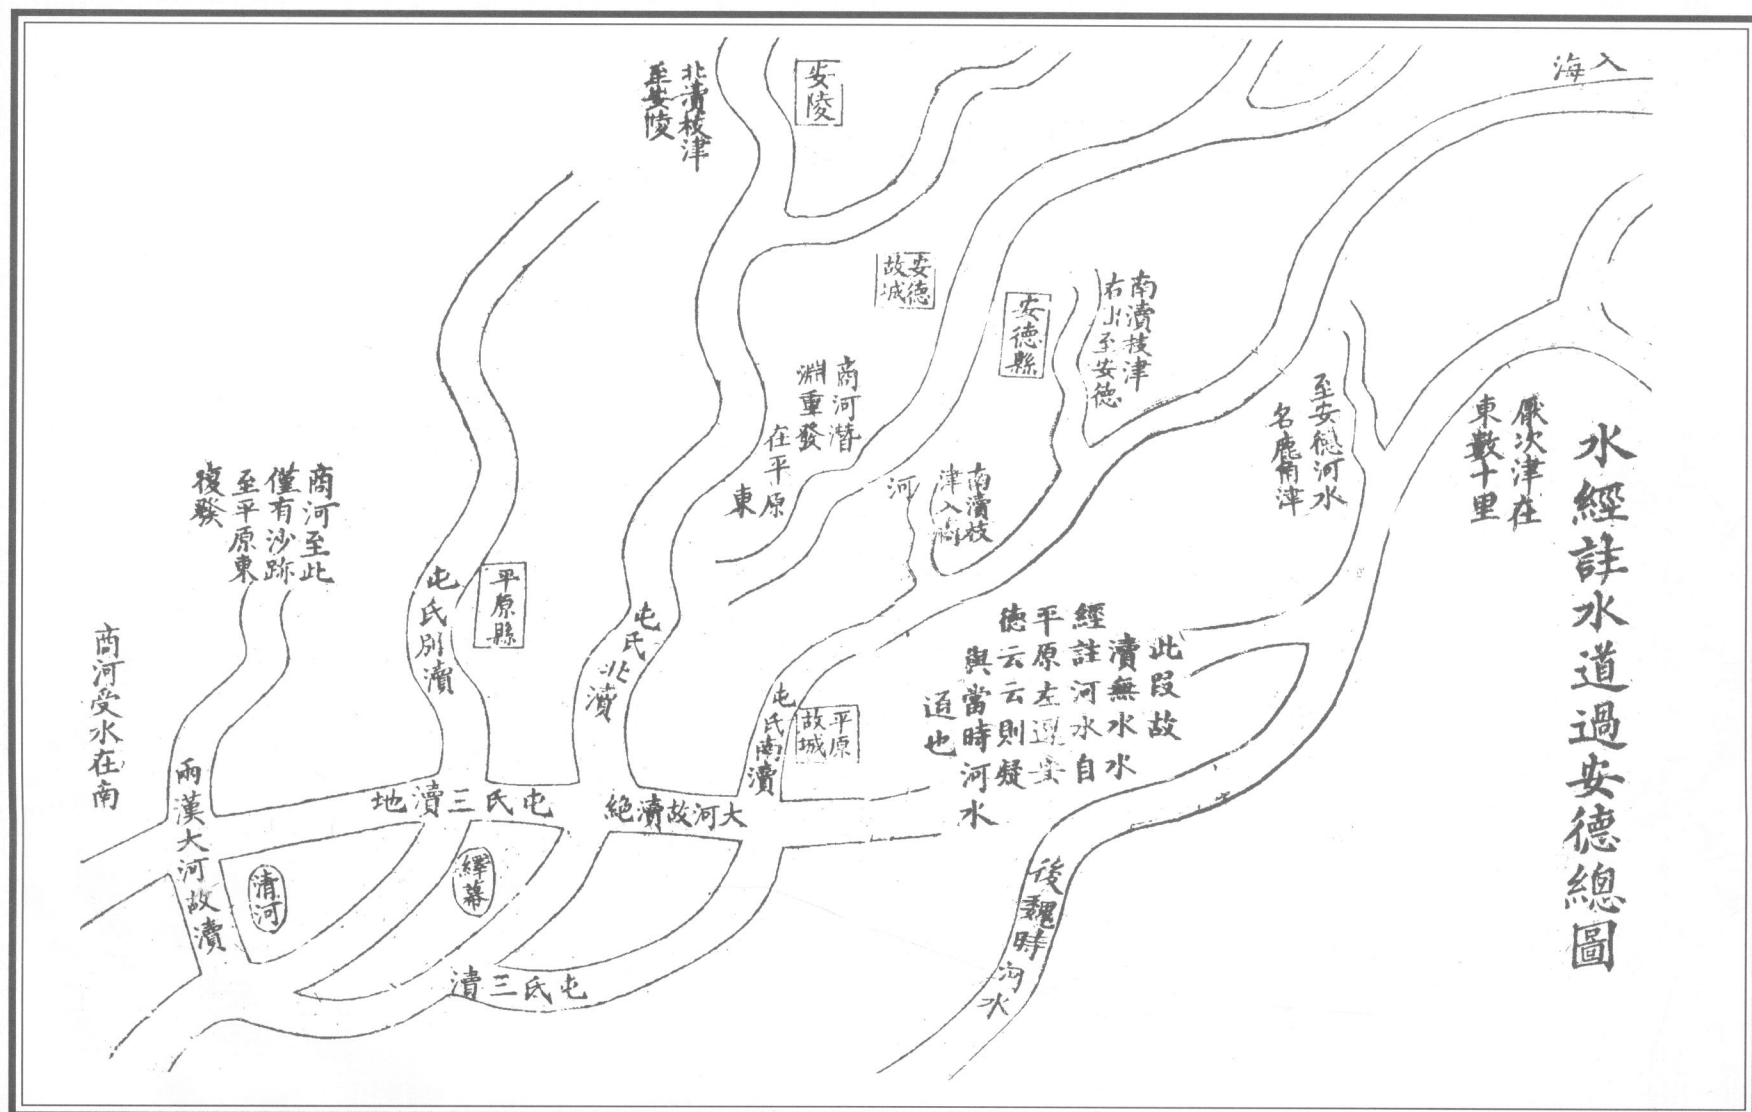 水經註水道過安德總圖
入海
厭次津在
東數十里
至安德河水
名鹿角津
南瀆枝津
右出至安德
安德縣
安德
故城
安陵
北瀆枝津
至安陵
商河潛
淵重發
在平原
東
南瀆枝
津入商
河
此段故
瀆無水水
經註河水自
平原左逕安
德云云則疑
與當時河水
道也
後魏時河水
平原
故城
屯氏南瀆
屯氏北瀆
平原縣
屯氏別瀆
大河故瀆絶
屯氏三瀆地
屯氏三瀆
繹幕
清河
商河至此
僅有沙跡
至平原東
復發
兩漢大河故瀆
商河受水在南